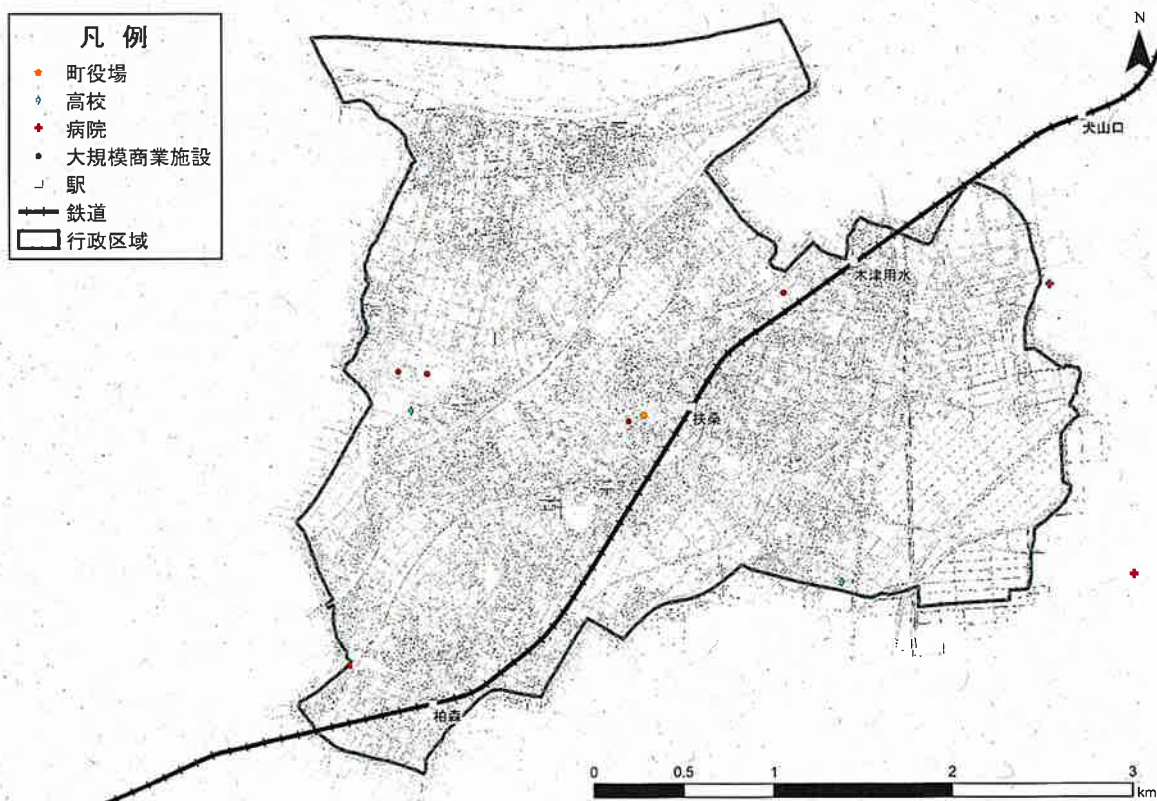 凡 例
町役場
高校
病院
大規模商業施設
駅
鉄道
行政区域
N
犬山口
木津用水
扶桑
柏森
0 0.5 1 2 3
km